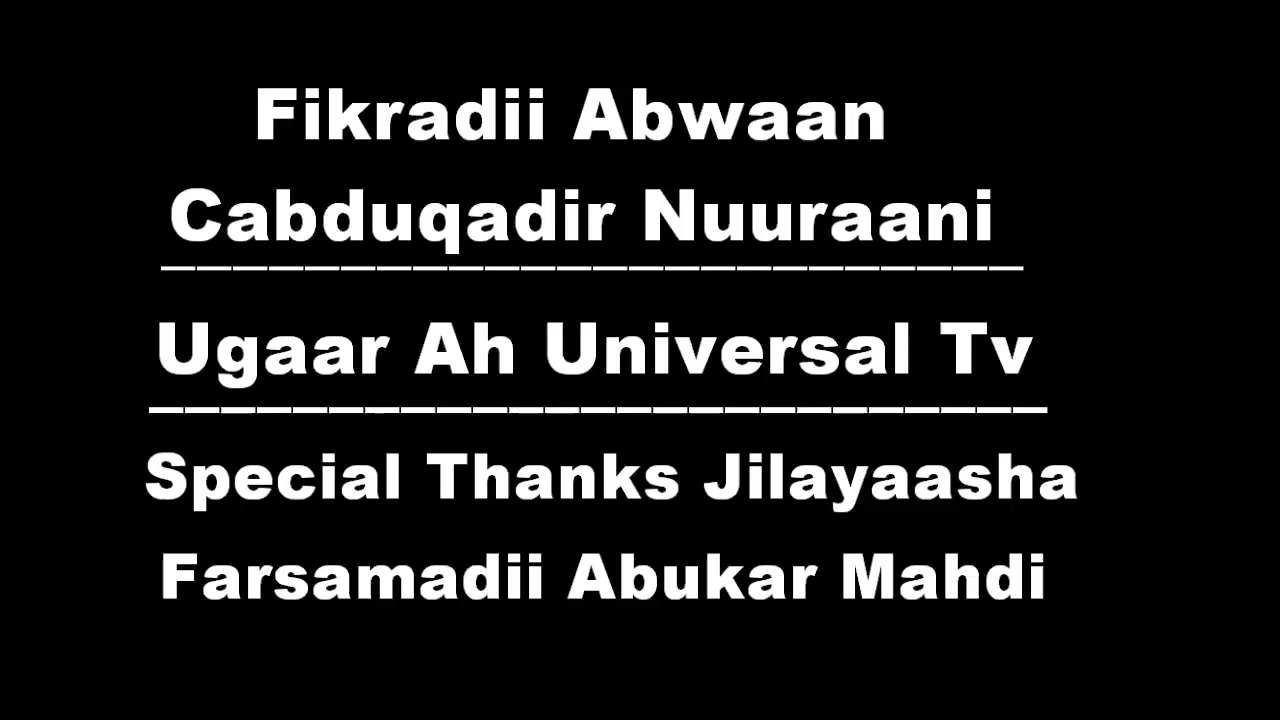 Fikradii Abwaan
Cabduqadir Nuuraani
Ugaar Ah Universal Tv
Special Thanks Jilayaasha
Farsamadii Abukar Mahdi